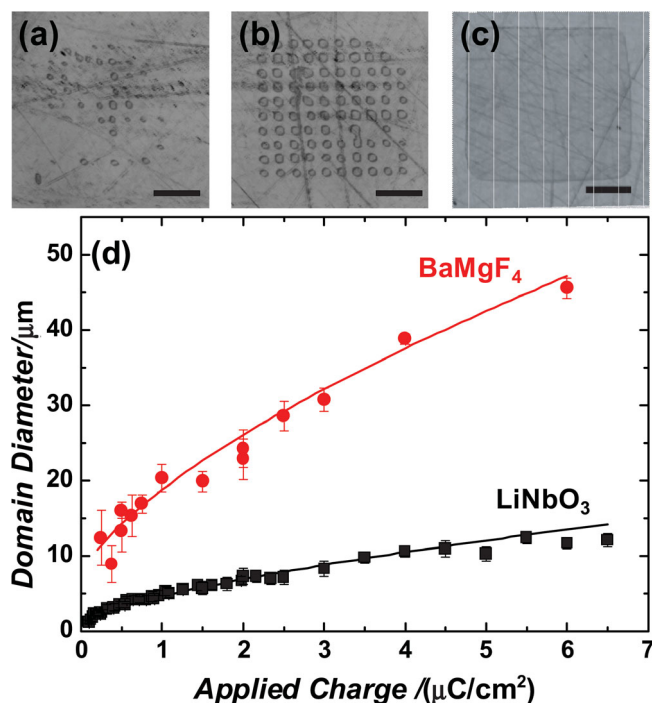 (a)
(b)
(c)
(d)
BaMgF₄
LiNbO₃
Domain Diameter/μm
50
40
30
20
10
0
0 1 2 3 4 5 6 7
Applied Charge /(μC/cm²)